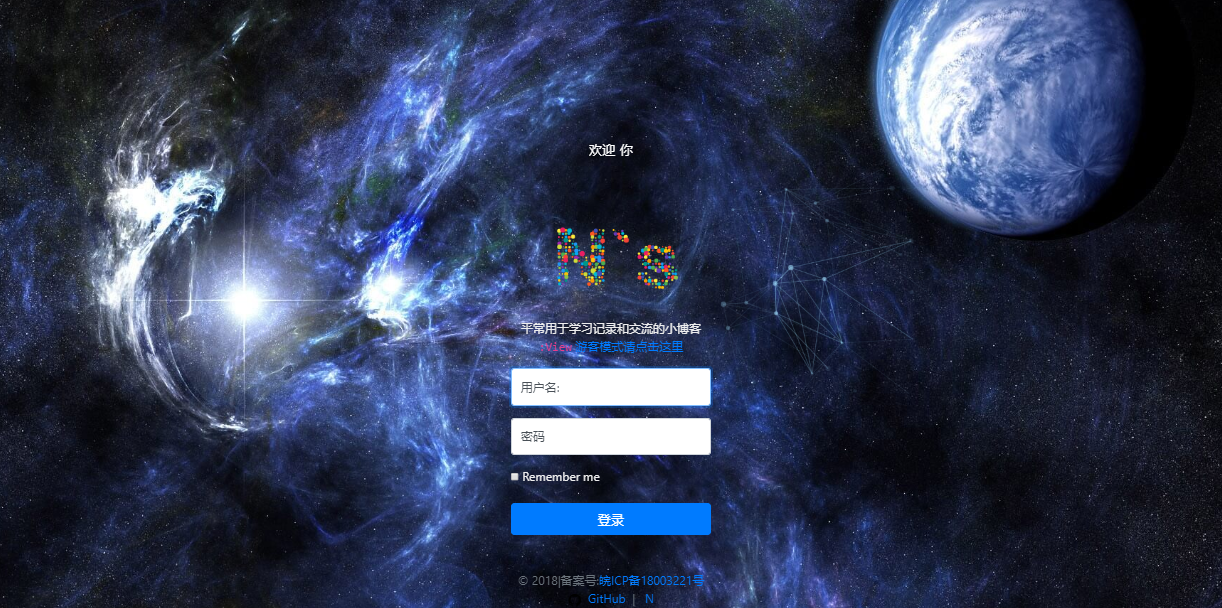 欢迎 你
N`s
平常用于学习记录和交流的小博客
:View 游客模式请点击这里
用户名:
密码
Remember me
登录
© 2018|备案号:皖ICP备18003221号
GitHub | N